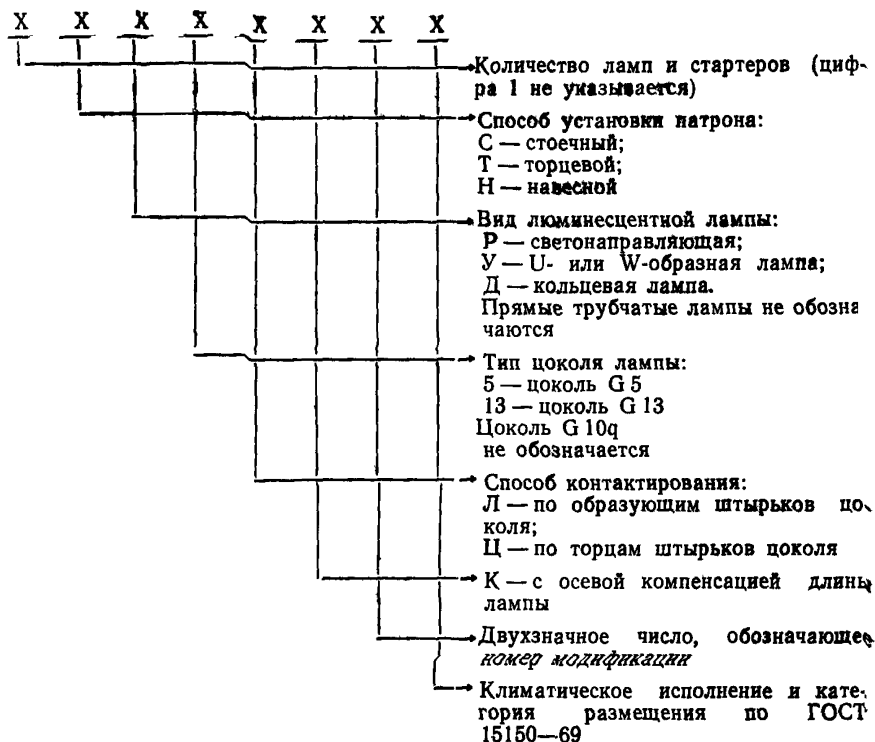 X X X X X X X X
Количество ламп и стартеров (циф-
ра 1 не указывается)
Способ установки патрона:
С — стоечный;
Т — торцевой;
Н — навесной
Вид люминесцентной лампы:
Р — светонаправляющая;
У — U- или W-образная лампа;
Д — кольцевая лампа.
Прямые трубчатые лампы не обозна
чаются
Тип цоколя лампы:
5 — цоколь G 5
13 — цоколь G 13
Цоколь G 10q
не обозначается
Способ контактирования:
Л — по образующим штырьков цо-
коля;
Ц — по торцам штырьков цоколя
К — с осевой компенсацией длины
лампы
Двухзначное число, обозначающее
номер модификации
Климатическое исполнение и кате-
гория размещения по ГОСТ
15150—69